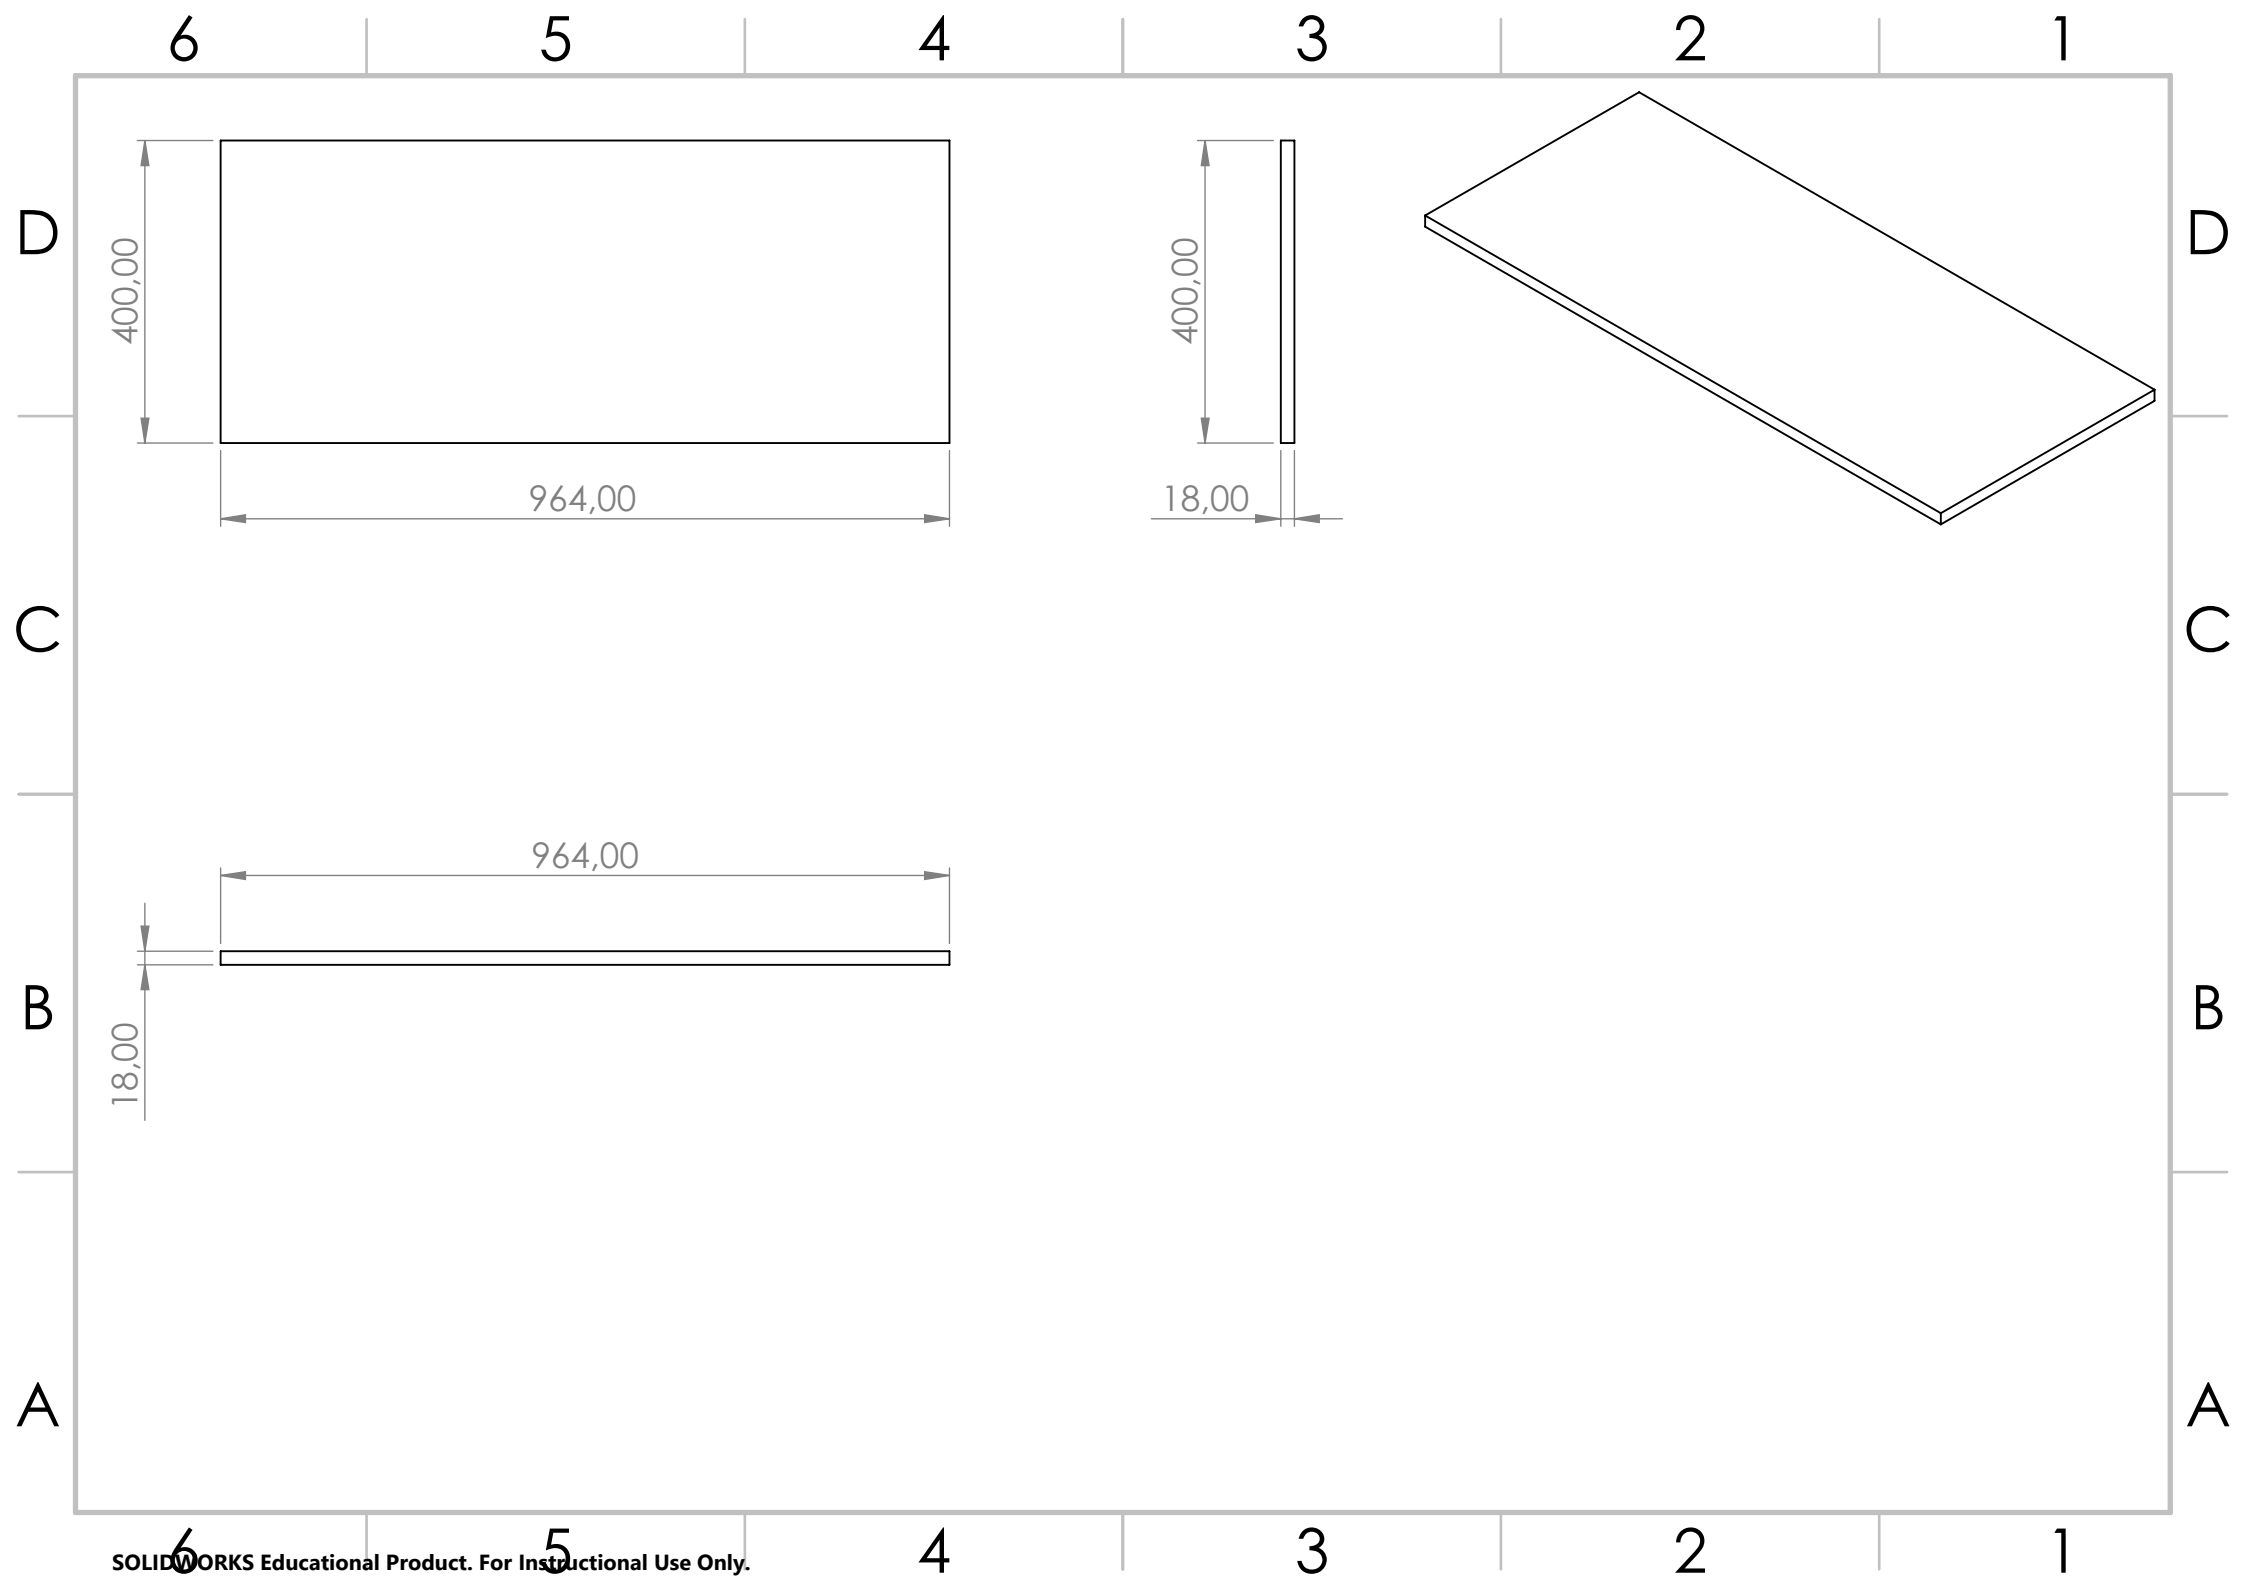 6 5 4 3 2 1
D D
400,00
400,00
964,00
18,00
C C
964,00
B B
18,00
A A
6 5 4 3 2 1
SOLIDWORKS Educational Product. For Instructional Use Only.